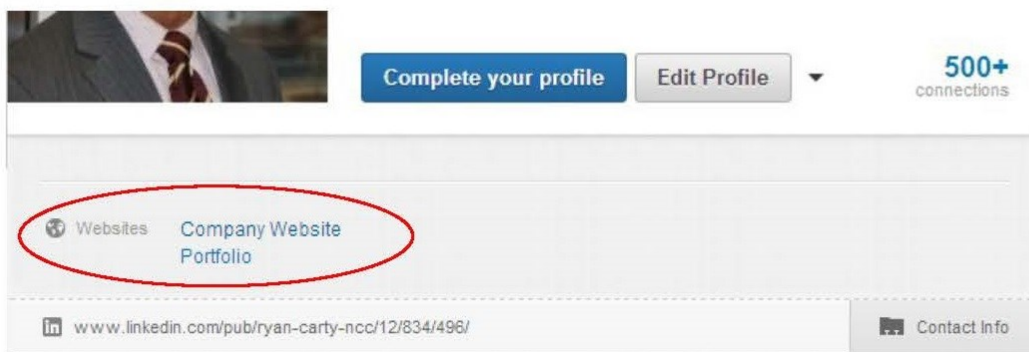 Complete your profile Edit Profile 500+
connections
Websites Company Website
Portfolio
in www.linkedin.com/pub/ryan-carty-ncc/12/834/496/ Contact Info